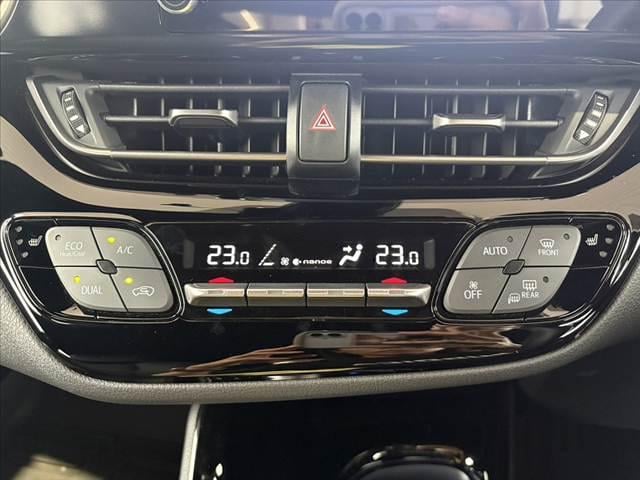 ECO
Heat/Cool
A/C
DUAL
23.0
nanoe
23.0
AUTO
FRONT
OFF
REAR